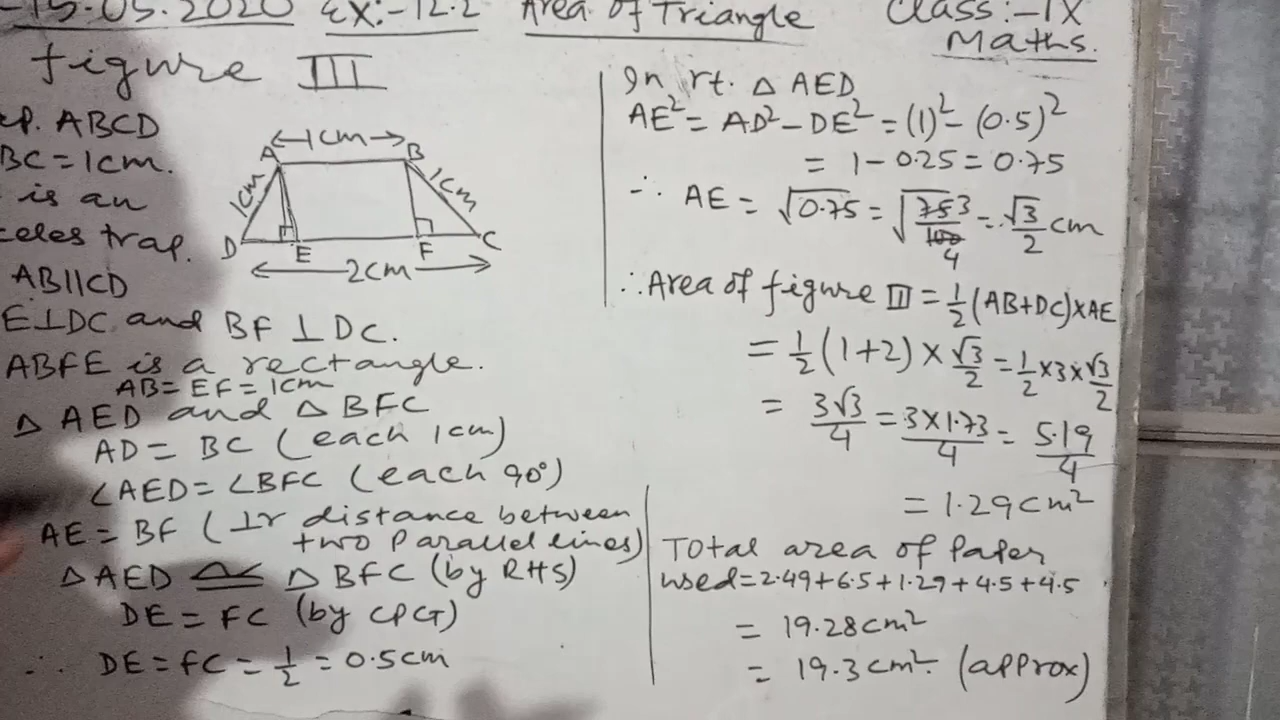 -15.05.2020 Ex:-12.2 Area of Triangle Class:-IX
Maths.
figure III
ABCD
BC=1cm.
is an
trap.
AB||CD
E⊥DC and BF⊥DC.
ABFE is a rectangle.
AB=EF=1cm
△AED and △BFC
AD=BC (each 1cm)
∠AED=∠BFC (each 90°)
AE=BF (⊥r distance between
two parallel lines)
△AED ≅ △BFC (by RHS)
DE=FC (by CPCT)
∴ DE=FC=1/2=0.5cm
1cm
A B
1cm 1cm
D E F C
2cm
In rt. △AED
AE²=AD²-DE²=(1)²-(0.5)²
=1-0.25=0.75
∴ AE=√0.75=√75/100 3/4=√3/2 cm
∴Area of figure III=1/2(AB+DC)×AE
=1/2(1+2)×√3/2=1/2×3×√3/2
=3√3/4=3×1.73/4=5.19/4
=1.29cm²
Total area of Paper
used=2.49+6.5+1.29+4.5+4.5
=19.28cm²
=19.3cm² (approx)